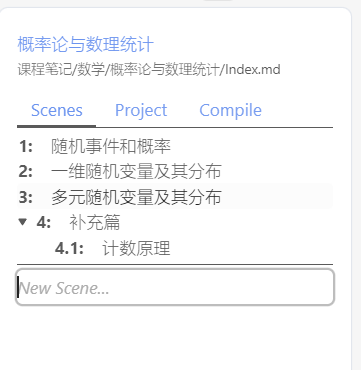 概率论与数理统计
课程笔记/数学/概率论与数理统计/Index.md
Scenes Project Compile
1: 随机事件和概率
2: 一维随机变量及其分布
3: 多元随机变量及其分布
4: 补充篇
4.1: 计数原理
New Scene...